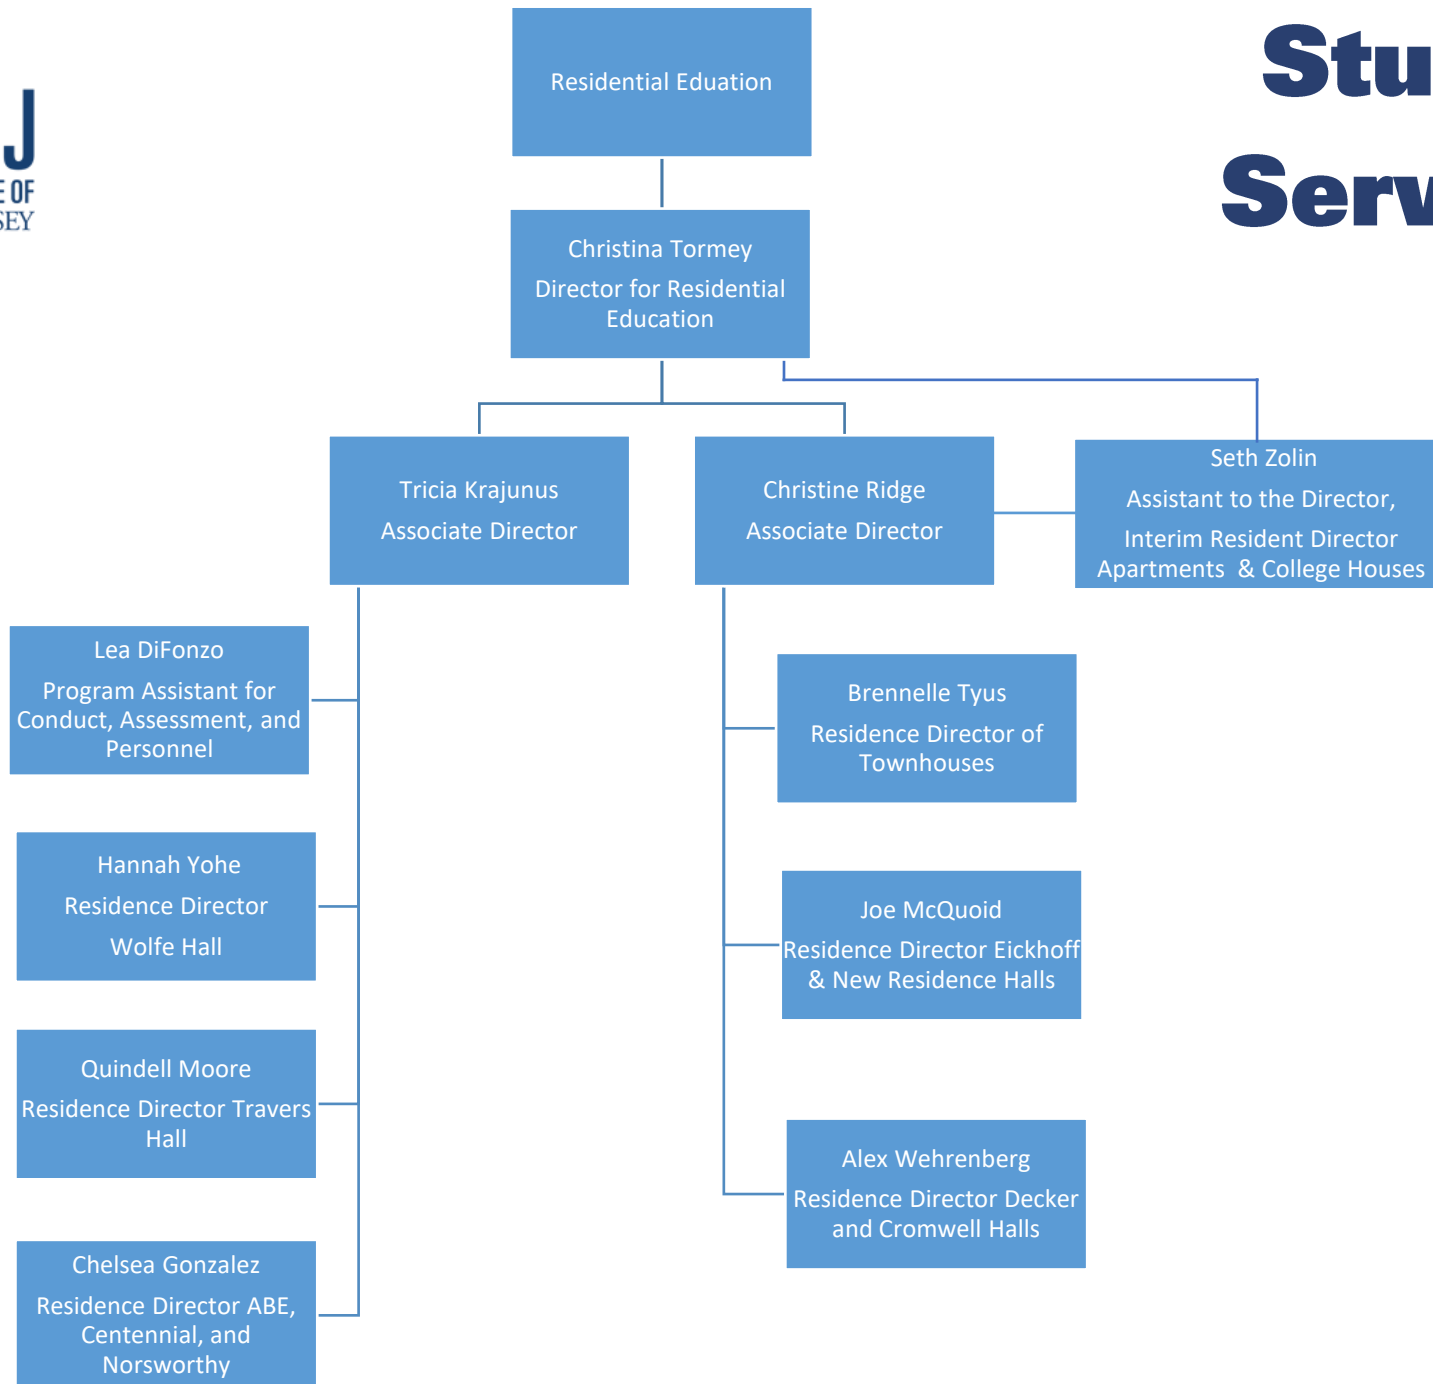 Residential Eduation
Stu
Serv
J
E OF
SEY
Christina Tormey
Director for Residential
Education
Tricia Krajunus
Associate Director
Christine Ridge
Associate Director
Seth Zolin
Assistant to the Director,
Interim Resident Director
Apartments & College Houses
Lea DiFonzo
Program Assistant for
Conduct, Assessment, and
Personnel
Hannah Yohe
Residence Director
Wolfe Hall
Quindell Moore
Residence Director Travers
Hall
Chelsea Gonzalez
Residence Director ABE,
Centennial, and
Norsworthy
Brennelle Tyus
Residence Director of
Townhouses
Joe McQuoid
Residence Director Eickhoff
& New Residence Halls
Alex Wehrenberg
Residence Director Decker
and Cromwell Halls